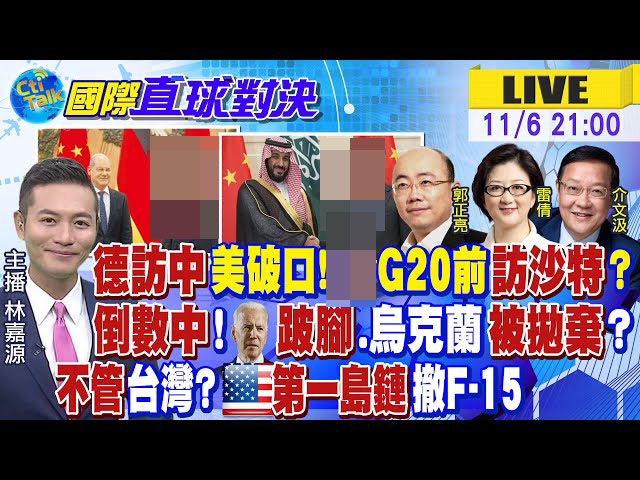 Cti Talk
國際直球對決
LIVE
11/6 21:00
主播 林嘉源
郭正亮
雷倩
介文汲
德訪中 美破口! G20前 訪沙特?
倒數中! 跛腳.烏克蘭 被拋棄?
不管台灣? 第一島鏈 撤F-15